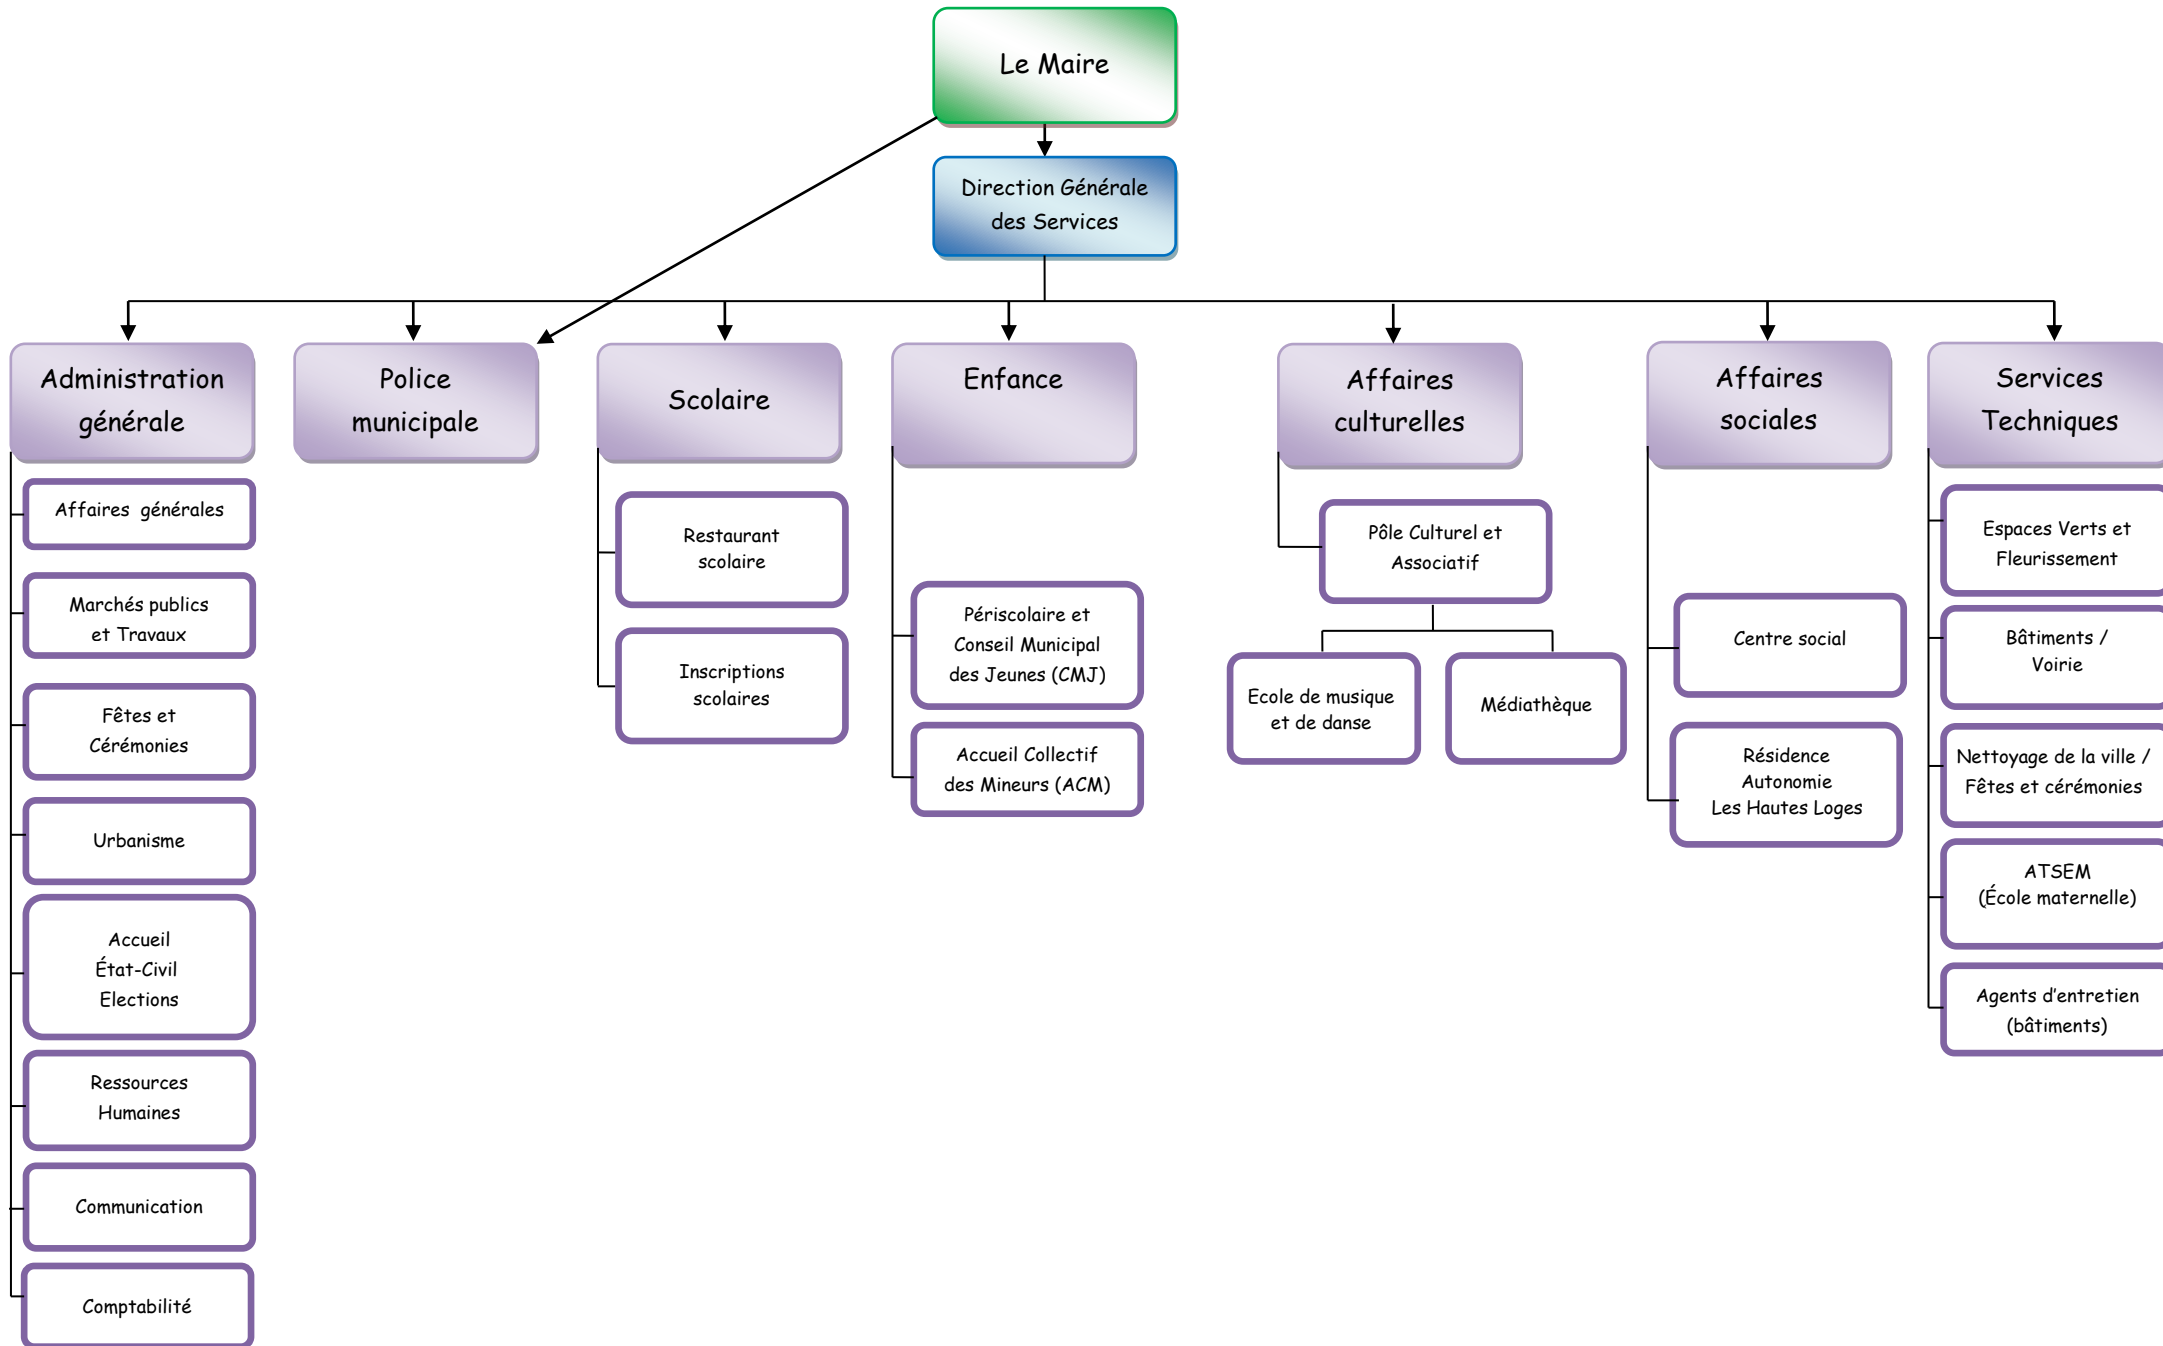 Le Maire
Direction Générale
des Services
Administration
générale
Affaires générales
Marchés publics
et Travaux
Fêtes et
Cérémonies
Urbanisme
Accueil
État-Civil
Elections
Ressources
Humaines
Communication
Comptabilité
Police
municipale
Scolaire
Restaurant
scolaire
Inscriptions
scolaires
Enfance
Périscolaire et
Conseil Municipal
des Jeunes (CMJ)
Accueil Collectif
des Mineurs (ACM)
Affaires
culturelles
Pôle Culturel et
Associatif
Ecole de musique
et de danse
Médiathèque
Affaires
sociales
Centre social
Résidence
Autonomie
Les Hautes Loges
Services
Techniques
Espaces Verts et
Fleurissement
Bâtiments /
Voirie
Nettoyage de la ville /
Fêtes et cérémonies
ATSEM
(École maternelle)
Agents d’entretien
(bâtiments)